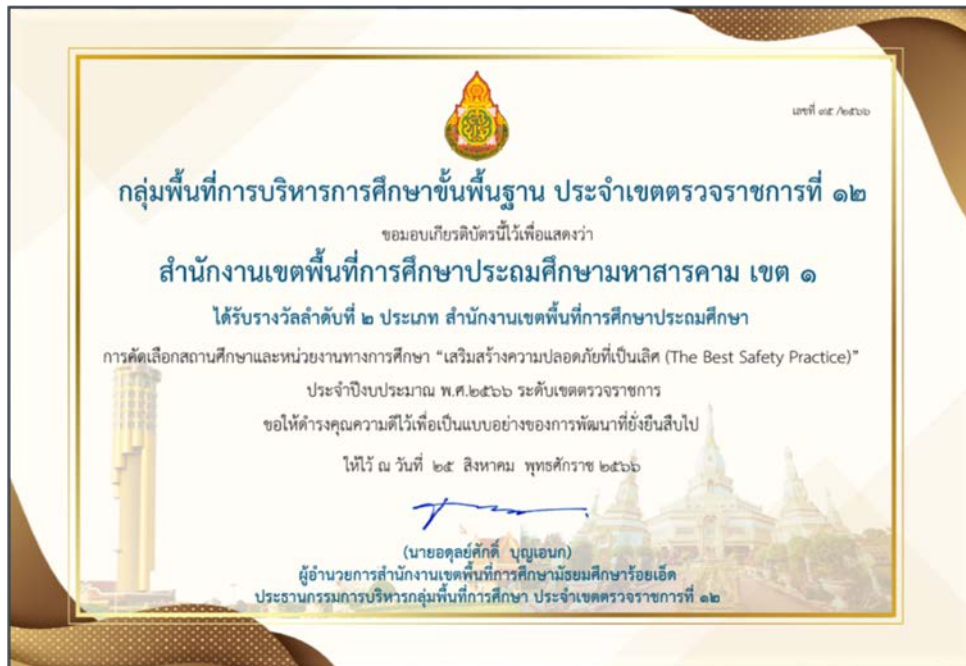 เลขที่ ๓๕ /๒๕๖๖
กลุ่มพื้นที่การบริหารการศึกษาขั้นพื้นฐาน ประจำเขตตรวจราชการที่ ๑๒
ขอมอบเกียรติบัตรนี้ไว้เพื่อแสดงว่า
สำนักงานเขตพื้นที่การศึกษาประถมศึกษามหาสารคาม เขต ๑
ได้รับรางวัลลำดับที่ ๒ ประเภท สำนักงานเขตพื้นที่การศึกษาประถมศึกษา
การคัดเลือกสถานศึกษาและหน่วยงานทางการศึกษา “เสริมสร้างความปลอดภัยที่เป็นเลิศ (The Best Safety Practice)”
ประจำปีงบประมาณ พ.ศ.๒๕๖๖ ระดับเขตตรวจราชการ
ขอให้ดำรงคุณความดีไว้เพื่อเป็นแบบอย่างของการพัฒนาที่ยั่งยืนสืบไป
ให้ไว้ ณ วันที่ ๒๕ สิงหาคม พุทธศักราช ๒๕๖๖
(นายอดุลย์ศักดิ์ บุญเอนก)
ผู้อำนวยการสำนักงานเขตพื้นที่การศึกษามัธยมศึกษาร้อยเอ็ด
ประธานกรรมการบริหารกลุ่มพื้นที่การศึกษา ประจำเขตตรวจราชการที่ ๑๒